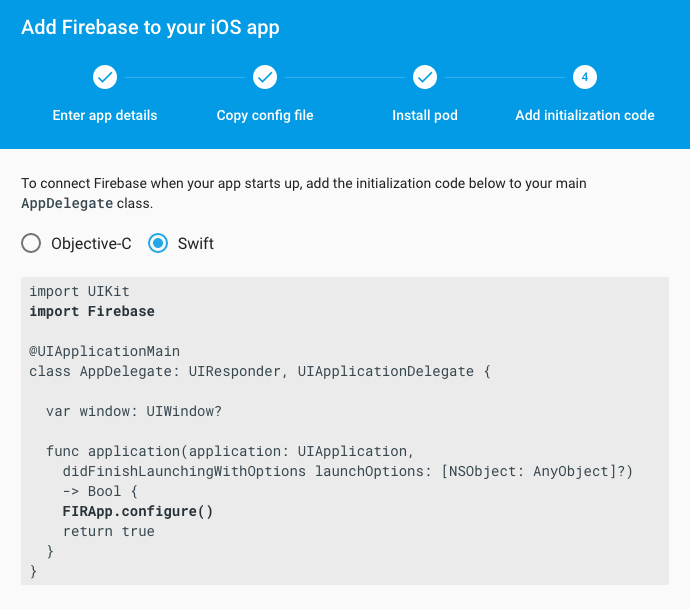 Add Firebase to your iOS app
4
Enter app details
Copy config file
Install pod
Add initialization code
To connect Firebase when your app starts up, add the initialization code below to your main
AppDelegate class.
Objective-C
Swift
import UIKit
import Firebase
@UIApplicationMain
class AppDelegate: UIResponder, UIApplicationDelegate {
var window: UIWindow?
func application(application: UIApplication,
didFinishLaunchingWithOptions launchOptions: [NSObject: AnyObject]?)
-> Bool {
FIRApp.configure()
return true
}
}